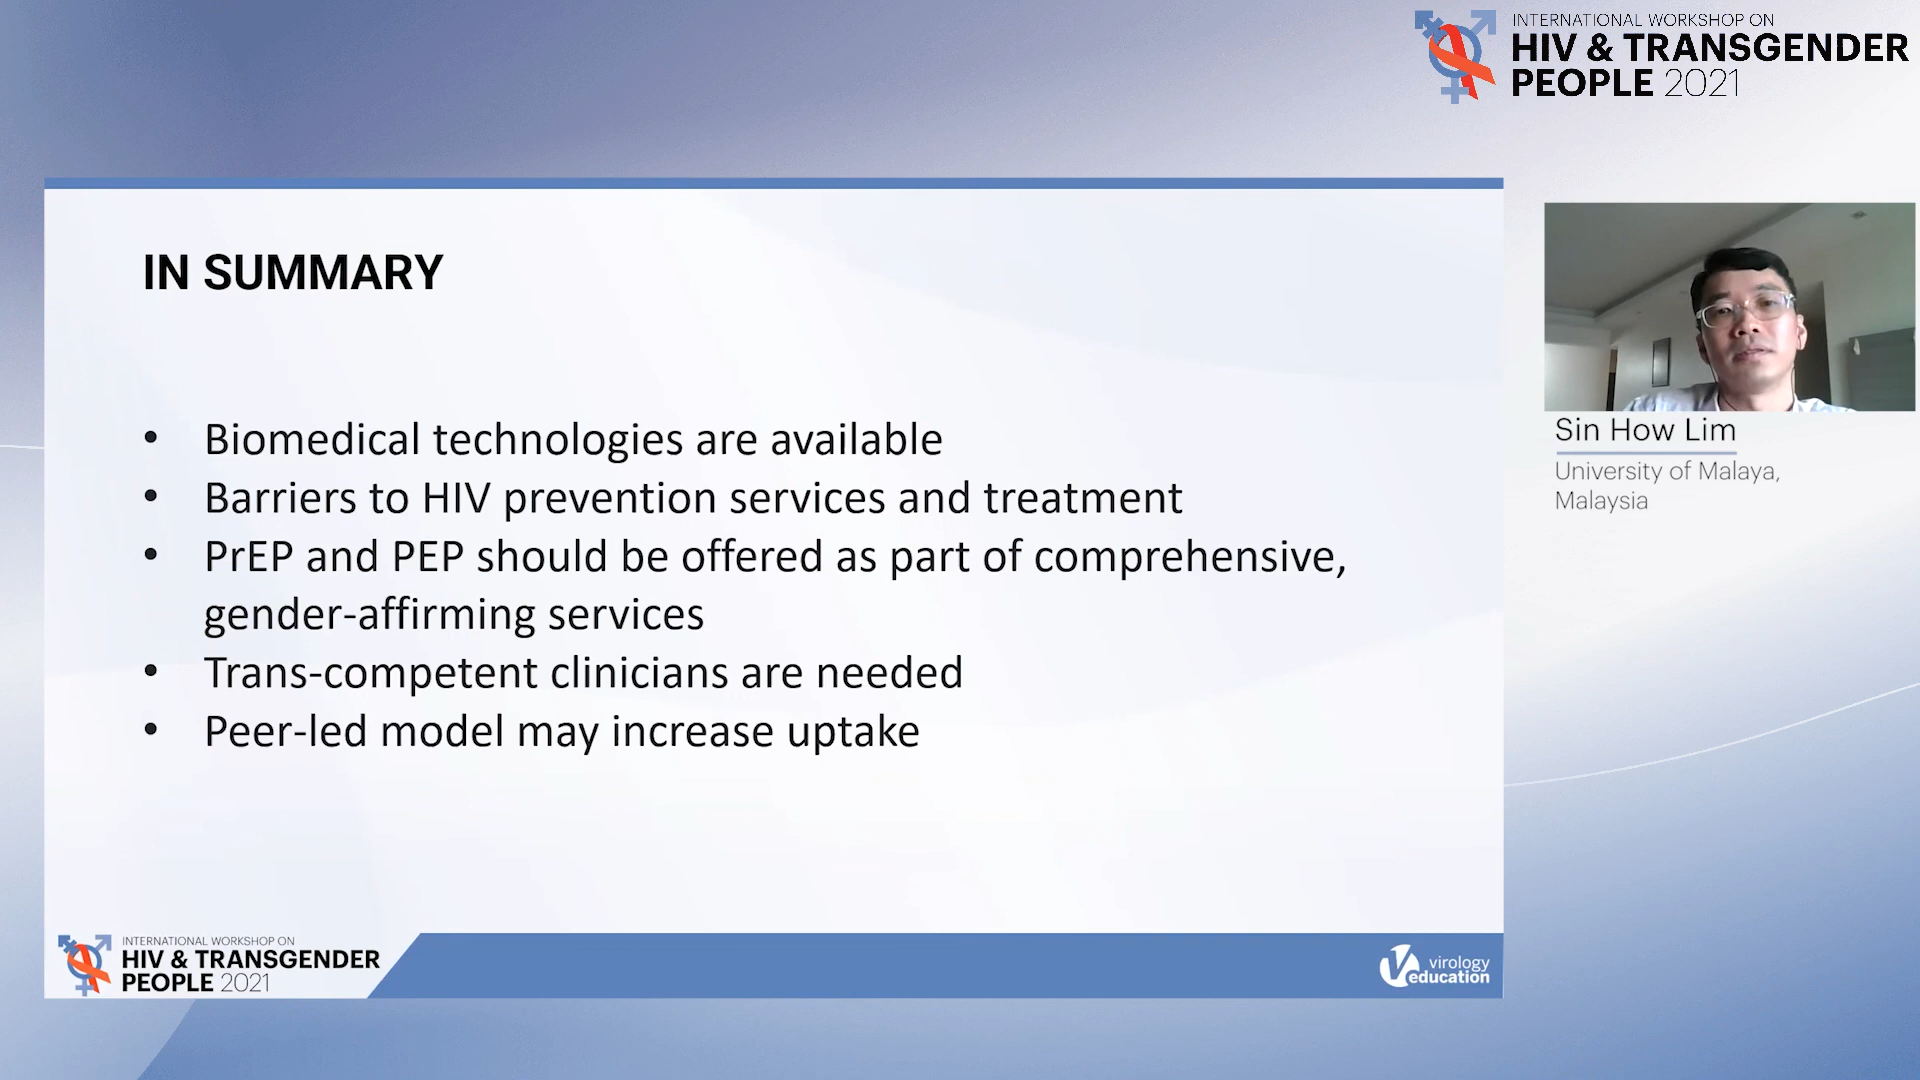 INTERNATIONAL WORKSHOP ON
HIV & TRANSGENDER
PEOPLE 2021
IN SUMMARY
• Biomedical technologies are available
• Barriers to HIV prevention services and treatment
• PrEP and PEP should be offered as part of comprehensive,
gender-affirming services
• Trans-competent clinicians are needed
• Peer-led model may increase uptake
Sin How Lim
University of Malaya,
Malaysia
INTERNATIONAL WORKSHOP ON
HIV & TRANSGENDER
PEOPLE 2021
virology
education